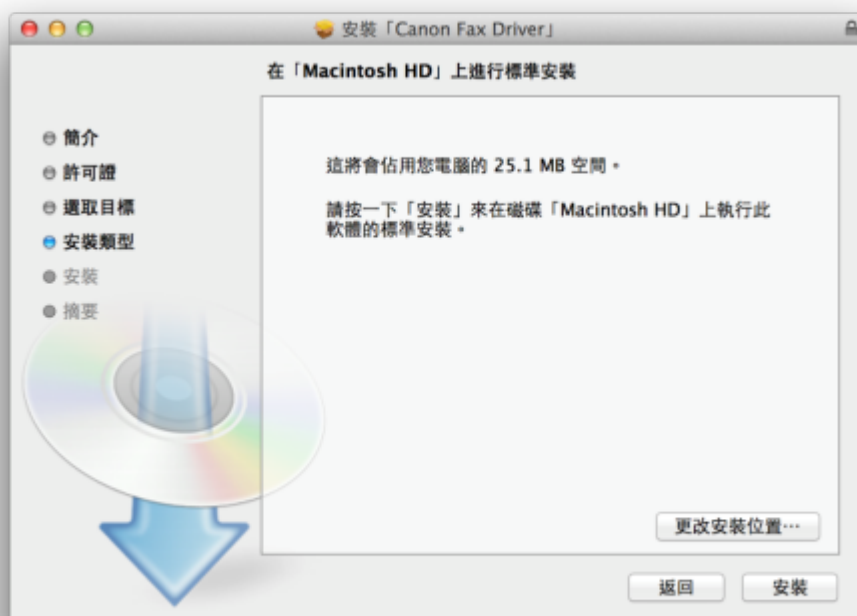 安裝「Canon Fax Driver」
在「Macintosh HD」上進行標準安裝
簡介
許可證
選取目標
安裝類型
安裝
摘要
這將會佔用您電腦的 25.1 MB 空間。
請按一下「安裝」來在磁碟「Macintosh HD」上執行此
軟體的標準安裝。
更改安裝位置⋯
返回
安裝